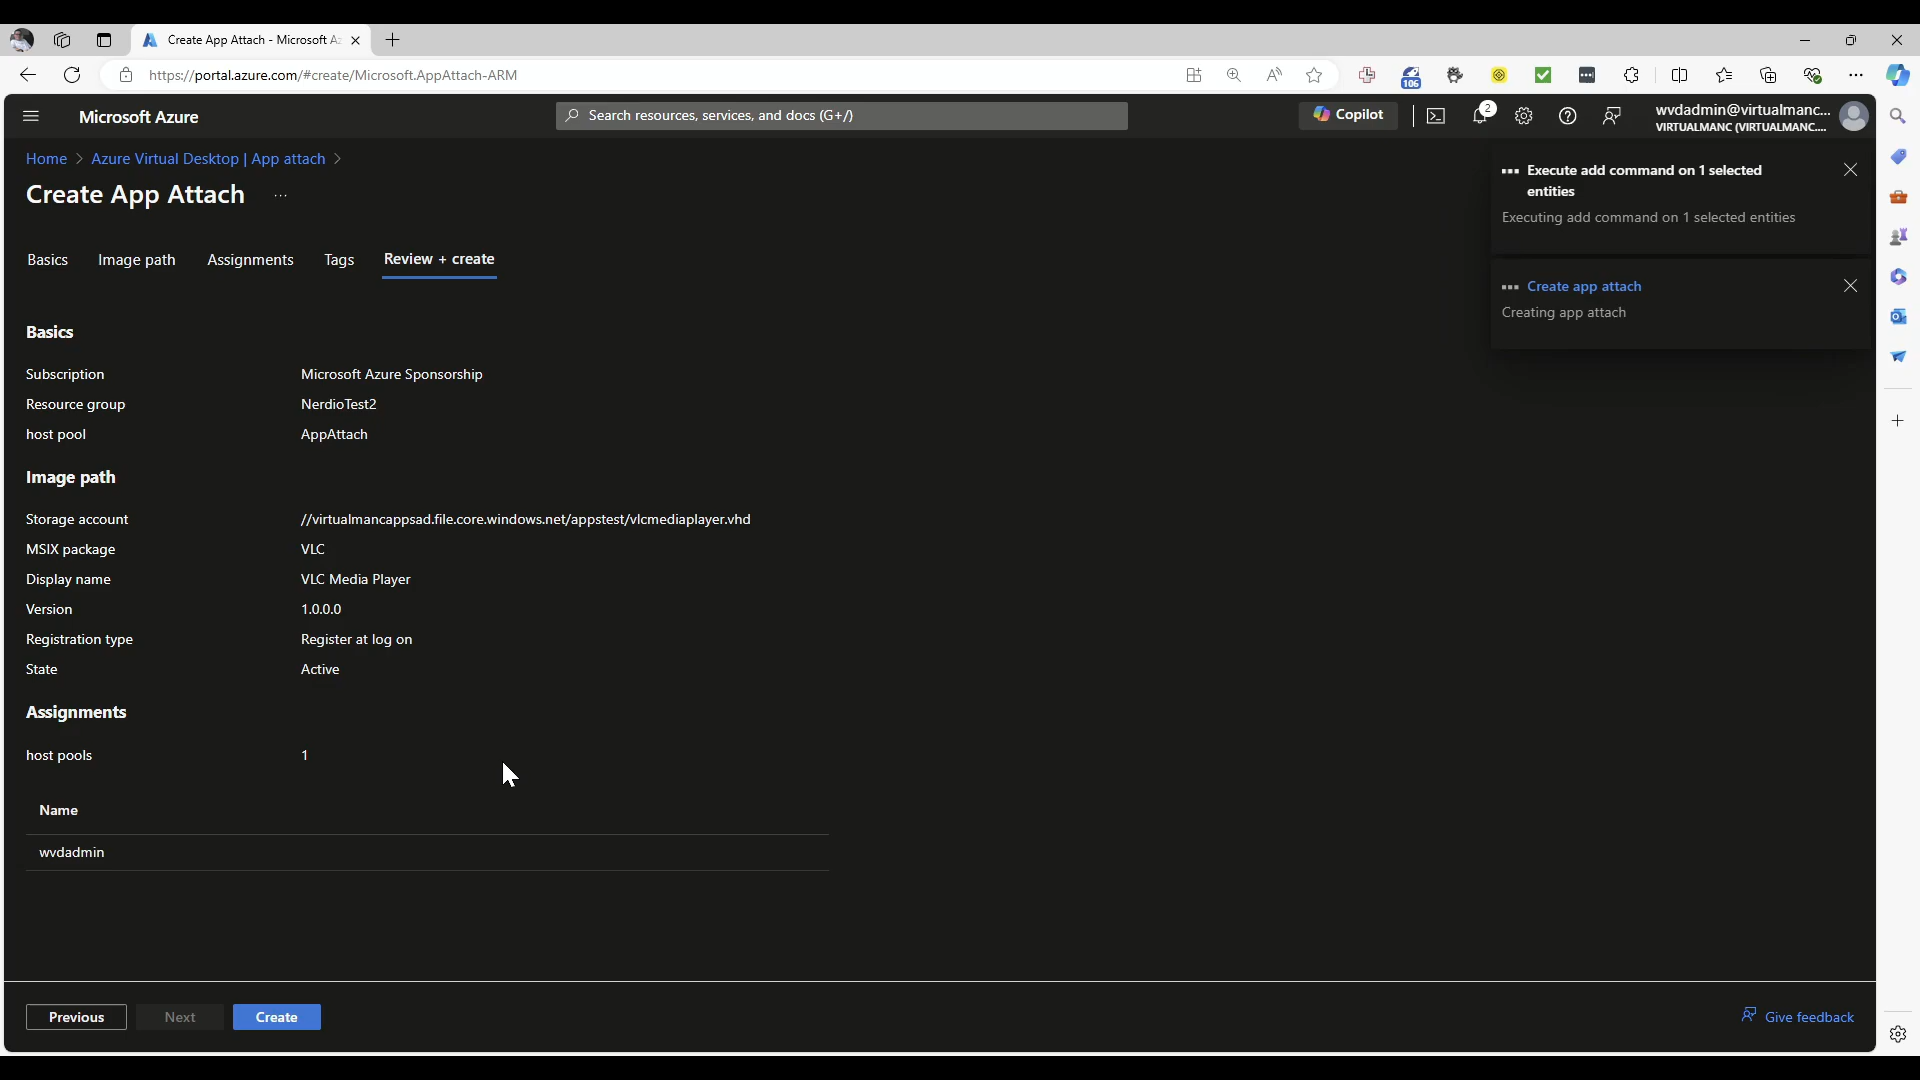 Create App Attach - Microsoft Az
https://portal.azure.com/#create/Microsoft.AppAttach-ARM
106
Microsoft Azure
Search resources, services, and docs (G+/)
Copilot
2
wvdadmin@virtualmanc...
VIRTUALMANC (VIRTUALMANC....
Home > Azure Virtual Desktop | App attach >
Create App Attach ...
Execute add command on 1 selected
entities
Executing add command on 1 selected entities
Create app attach
Creating app attach
Basics Image path Assignments Tags Review + create
Basics
Subscription Microsoft Azure Sponsorship
Resource group NerdioTest2
host pool AppAttach
Image path
Storage account //virtualmancappsad.file.core.windows.net/appstest/vlcmediaplayer.vhd
MSIX package VLC
Display name VLC Media Player
Version 1.0.0.0
Registration type Register at log on
State Active
Assignments
host pools 1
Name
wvdadmin
Previous Next Create
Give feedback